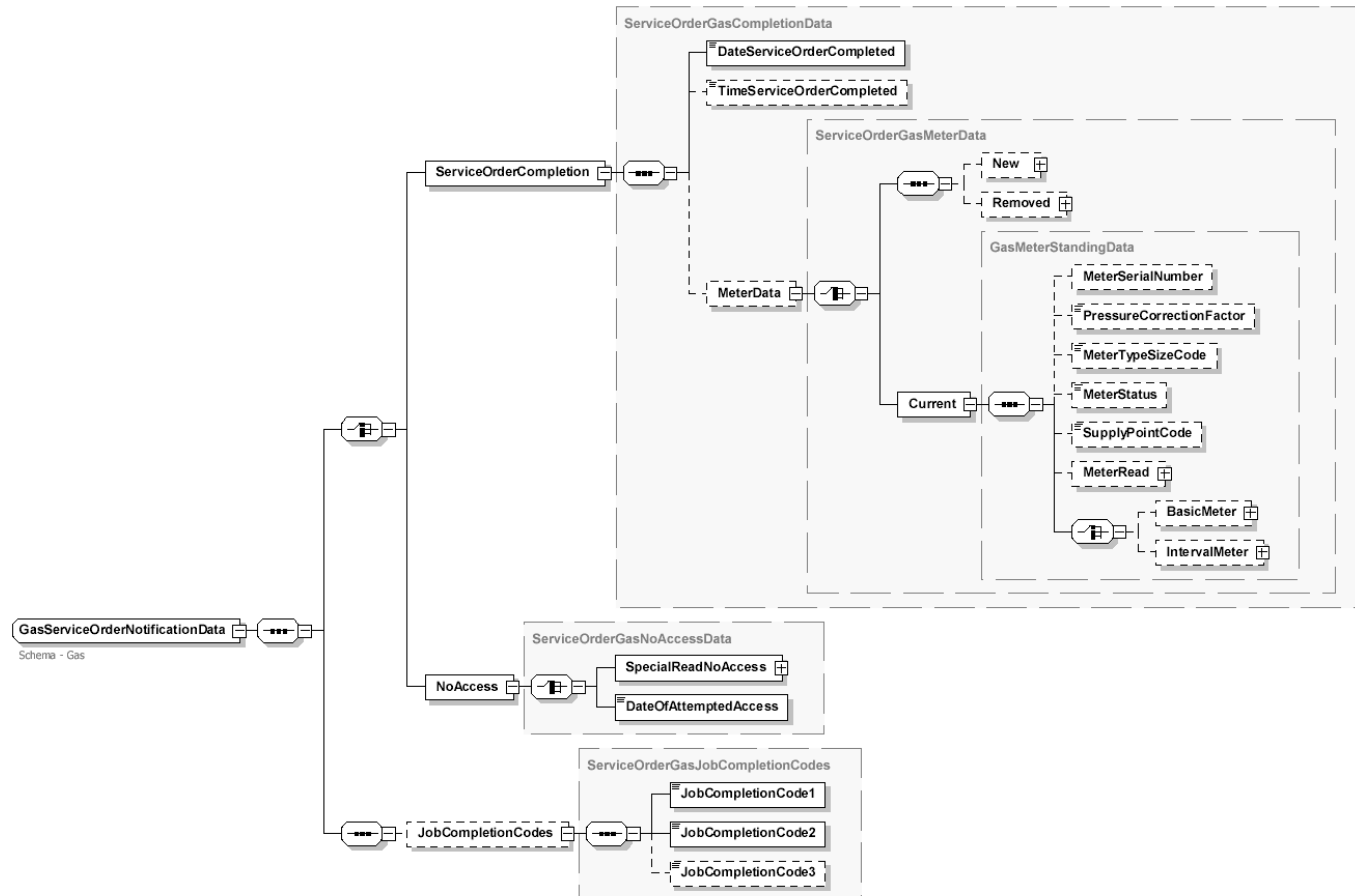 ServiceOrderGasCompletionData
DateServiceOrderCompleted
TimeServiceOrderCompleted
ServiceOrderGasMeterData
ServiceOrderCompletion
New
Removed
GasMeterStandingData
MeterSerialNumber
MeterData
PressureCorrectionFactor
MeterTypeSizeCode
MeterStatus
Current
SupplyPointCode
MeterRead
BasicMeter
IntervalMeter
GasServiceOrderNotificationData
Schema - Gas
ServiceOrderGasNoAccessData
SpecialReadNoAccess
NoAccess
DateOfAttemptedAccess
ServiceOrderGasJobCompletionCodes
JobCompletionCode1
JobCompletionCodes
JobCompletionCode2
JobCompletionCode3